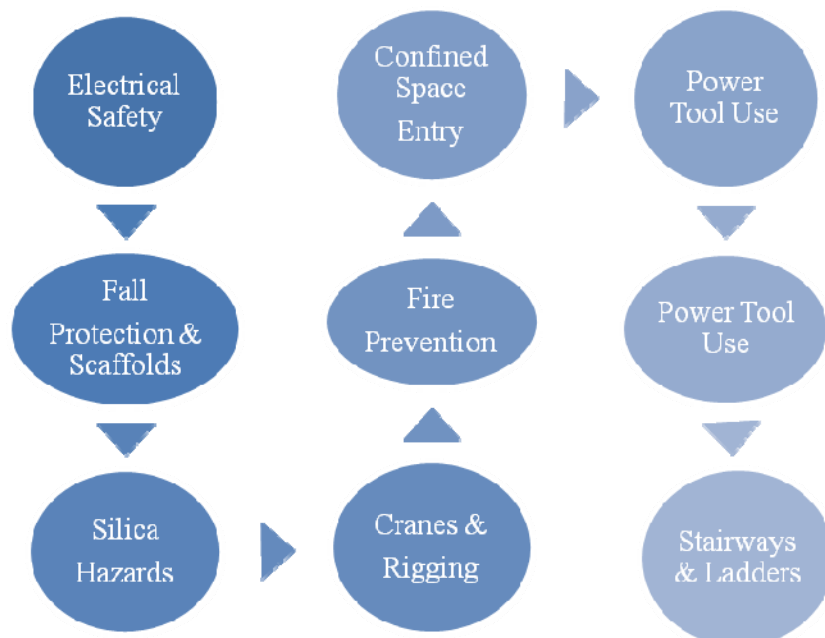 Electrical
Safety
Fall
Protection &
Scaffolds
Silica
Hazards
Cranes &
Rigging
Fire
Prevention
Confined
Spacc
Entry
Power
Tool Use
Power Tool
Use
Stairways
& Ladders